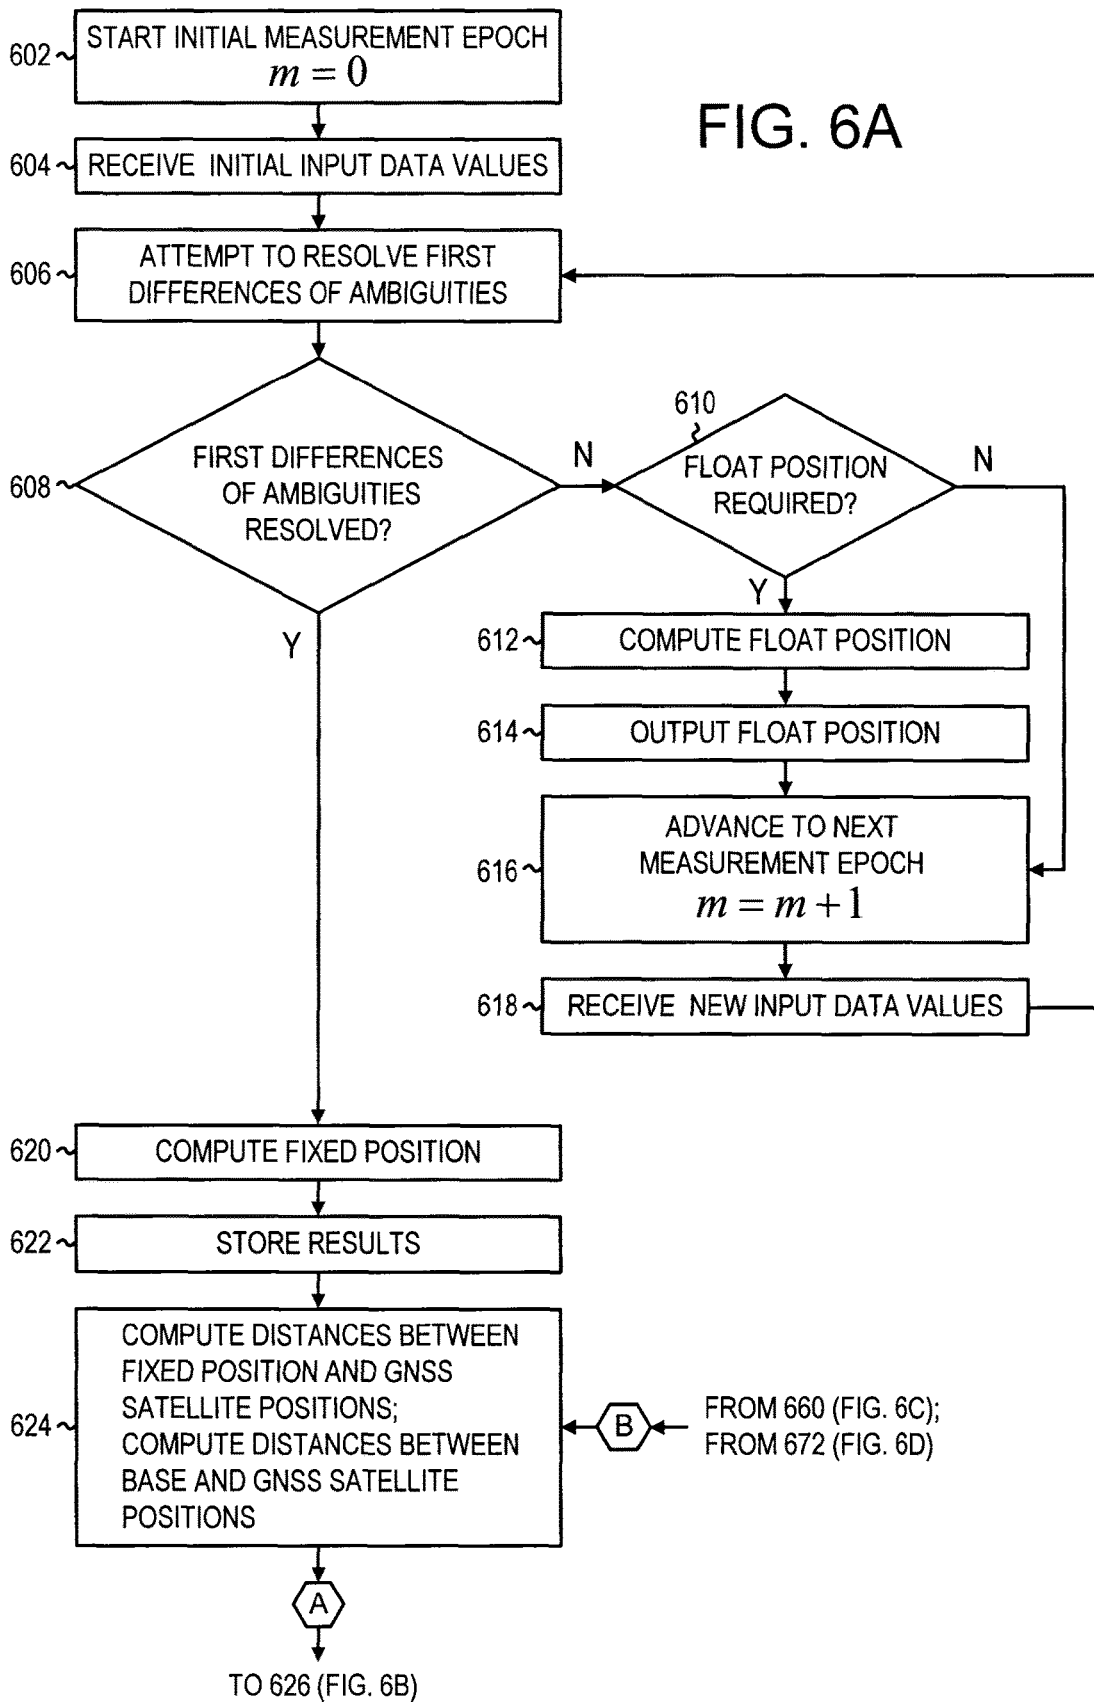 FIG. 6A
602
START INITIAL MEASUREMENT EPOCH
m = 0
604
RECEIVE INITIAL INPUT DATA VALUES
606
ATTEMPT TO RESOLVE FIRST
DIFFERENCES OF AMBIGUITIES
608
FIRST DIFFERENCES
OF AMBIGUITIES
RESOLVED?
N
Y
610
FLOAT POSITION
REQUIRED?
N
Y
612
COMPUTE FLOAT POSITION
614
OUTPUT FLOAT POSITION
616
ADVANCE TO NEXT
MEASUREMENT EPOCH
m = m + 1
618
RECEIVE NEW INPUT DATA VALUES
620
COMPUTE FIXED POSITION
622
STORE RESULTS
624
COMPUTE DISTANCES BETWEEN
FIXED POSITION AND GNSS
SATELLITE POSITIONS;
COMPUTE DISTANCES BETWEEN
BASE AND GNSS SATELLITE
POSITIONS
B
FROM 660 (FIG. 6C);
FROM 672 (FIG. 6D)
A
TO 626 (FIG. 6B)